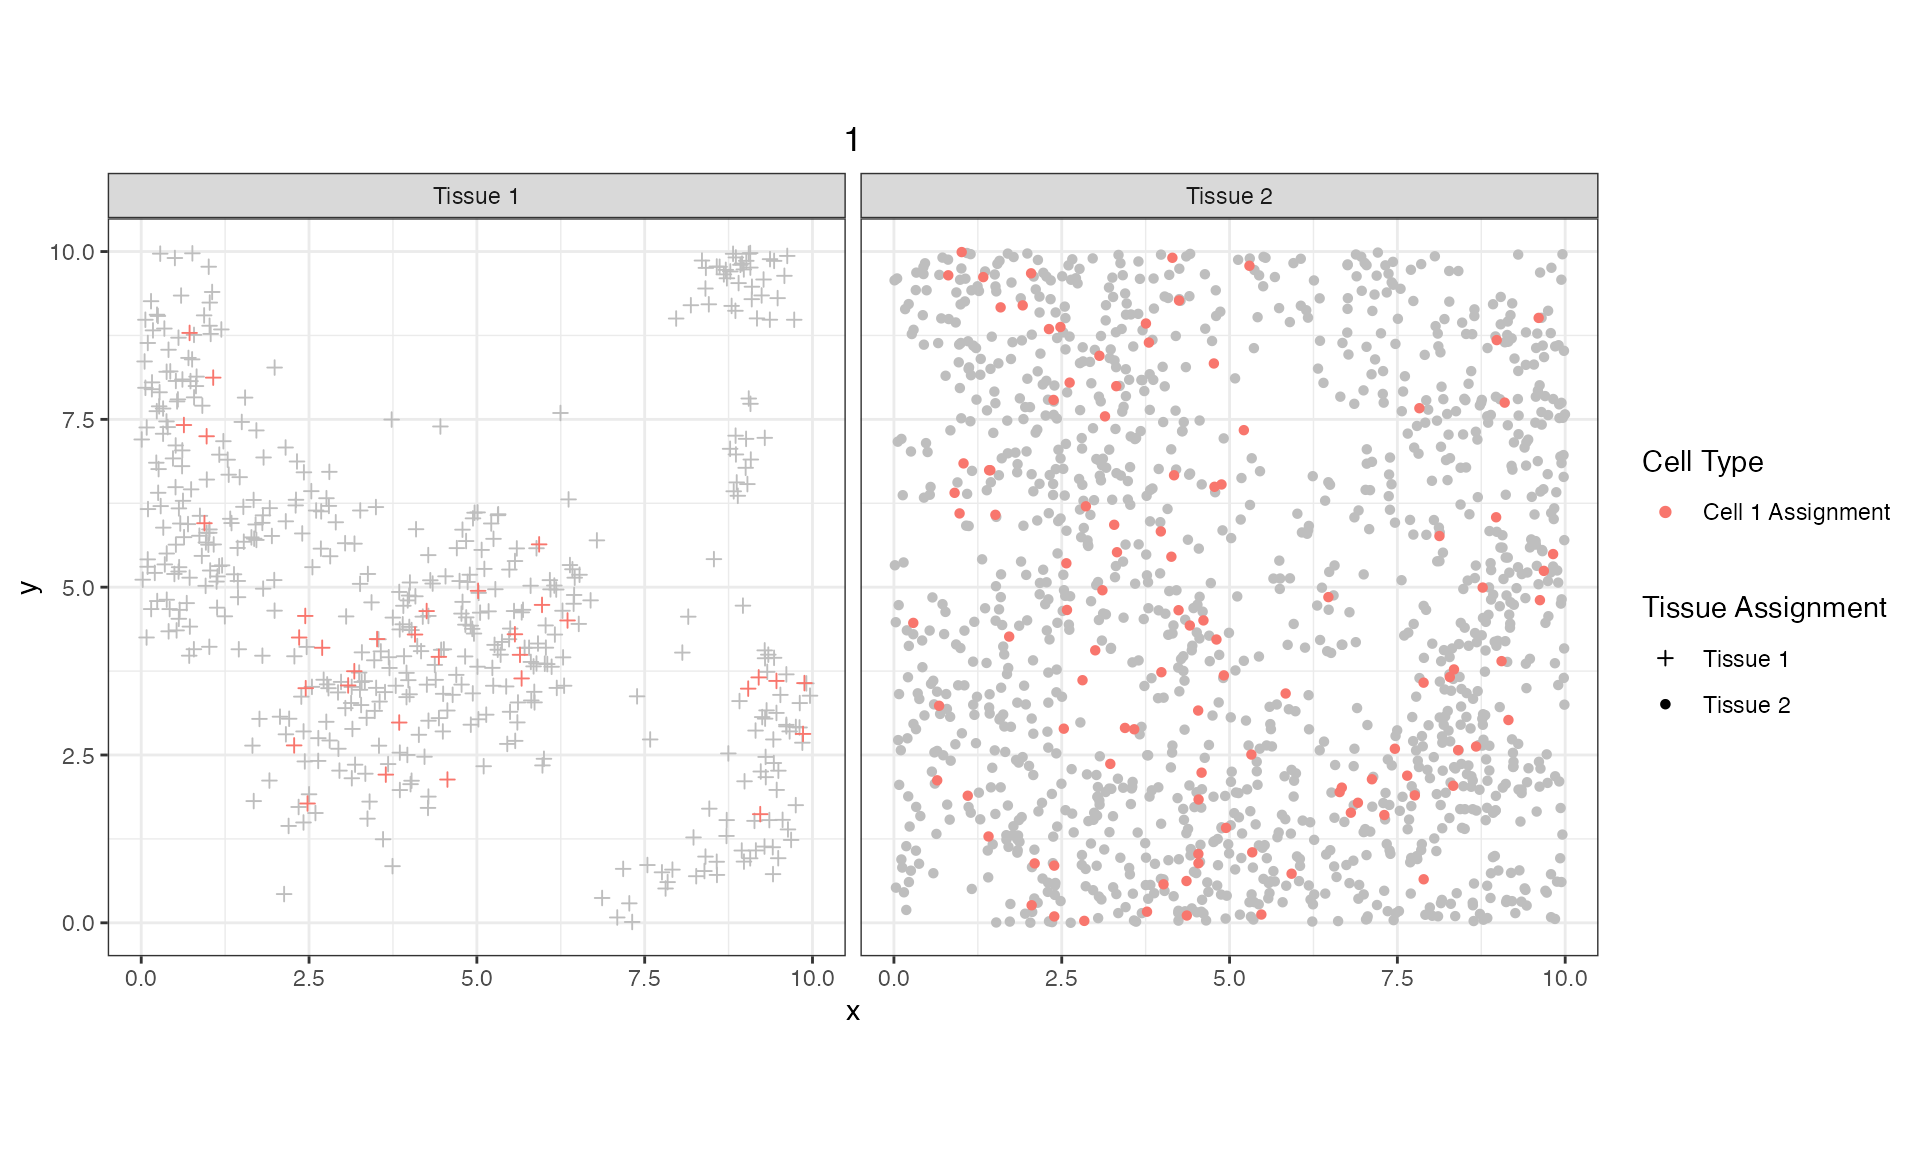 1
Tissue 1
Tissue 2
10.0
7.5
5.0
2.5
0.0
y
0.0 2.5 5.0 7.5 10.0
0.0 2.5 5.0 7.5 10.0
x
Cell Type
Cell 1 Assignment
Tissue Assignment
Tissue 1
Tissue 2